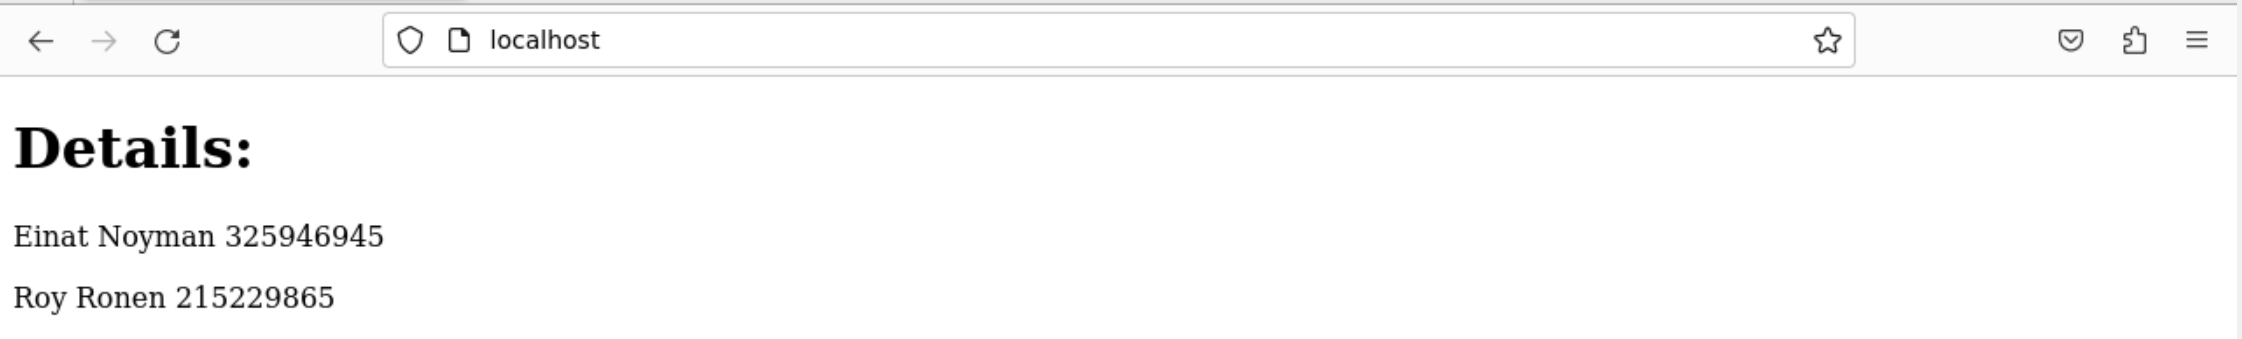 localhost
Details:
Einat Noyman 325946945
Roy Ronen 215229865